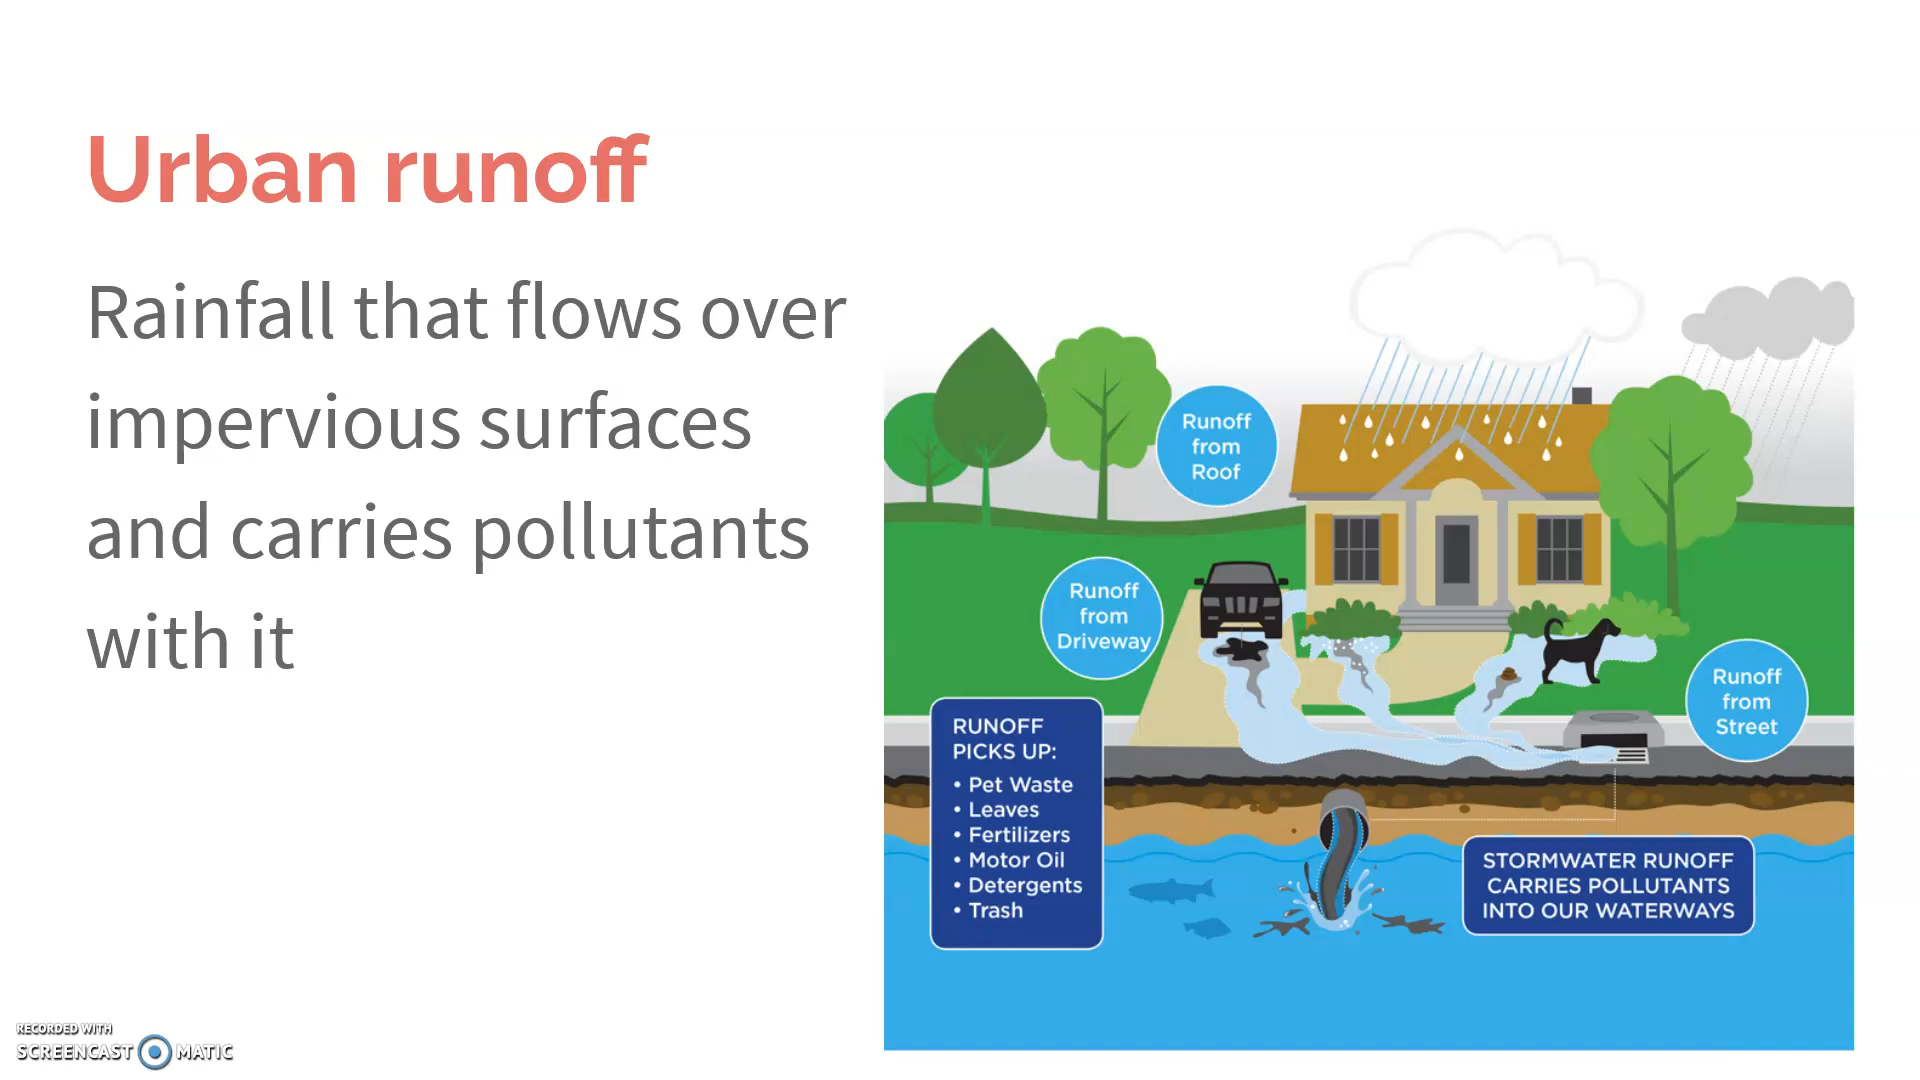 Urban runoff
Rainfall that flows over
impervious surfaces
and carries pollutants
with it
Runoff
from
Roof
Runoff
from
Driveway
Runoff
from
Street
RUNOFF
PICKS UP:
• Pet Waste
• Leaves
• Fertilizers
• Motor Oil
• Detergents
• Trash
STORMWATER RUNOFF
CARRIES POLLUTANTS
INTO OUR WATERWAYS
RECORDED WITH
SCREENCAST MATIC